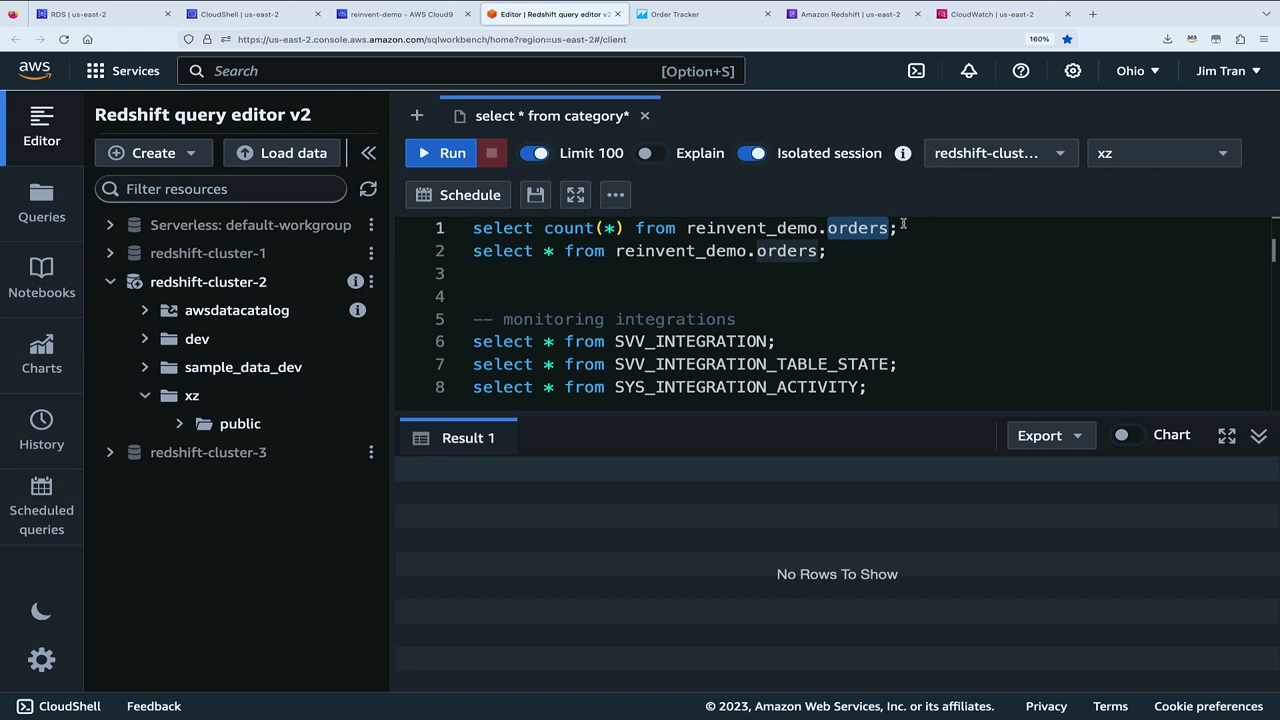 RDS | us-east-2
CloudShell | us-east-2
reinvent-demo - AWS Cloud9
Editor | Redshift query editor v2
Order Tracker
Amazon Redshift | us-east-2
CloudWatch | us-east-2
https://us-east-2.console.aws.amazon.com/sqlworkbench/home?region=us-east-2#/client
160%
aws
Services
Search
[Option+S]
Ohio
Jim Tran
Editor
Queries
Notebooks
Charts
History
Scheduled
queries
Redshift query editor v2
Create
Load data
Filter resources
Serverless: default-workgroup
redshift-cluster-1
redshift-cluster-2
awsdatacatalog
dev
sample_data_dev
xz
public
redshift-cluster-3
select * from category*
Run
Limit 100
Explain
Isolated session
redshift-clust...
xz
Schedule
1 select count(*) from reinvent_demo.orders;
2 select * from reinvent_demo.orders;
3
4
5 -- monitoring integrations
6 select * from SVV_INTEGRATION;
7 select * from SVV_INTEGRATION_TABLE_STATE;
8 select * from SYS_INTEGRATION_ACTIVITY;
Result 1
Export
Chart
No Rows To Show
CloudShell
Feedback
© 2023, Amazon Web Services, Inc. or its affiliates.
Privacy
Terms
Cookie preferences